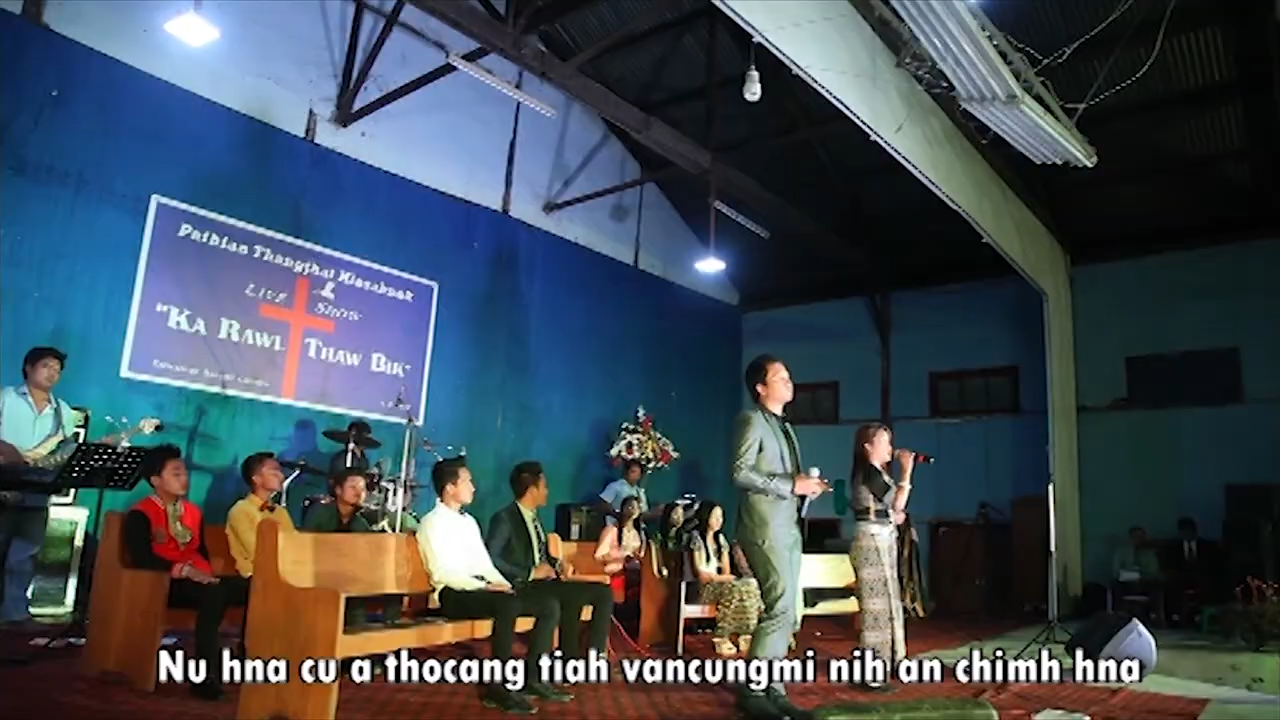 Pathian Thangthat Hlasaknak
&
LIVE SHOW
"KA RAWL THAW BIK"
Nu hna cu a thocang tiah vancungmi nih an chimh hna